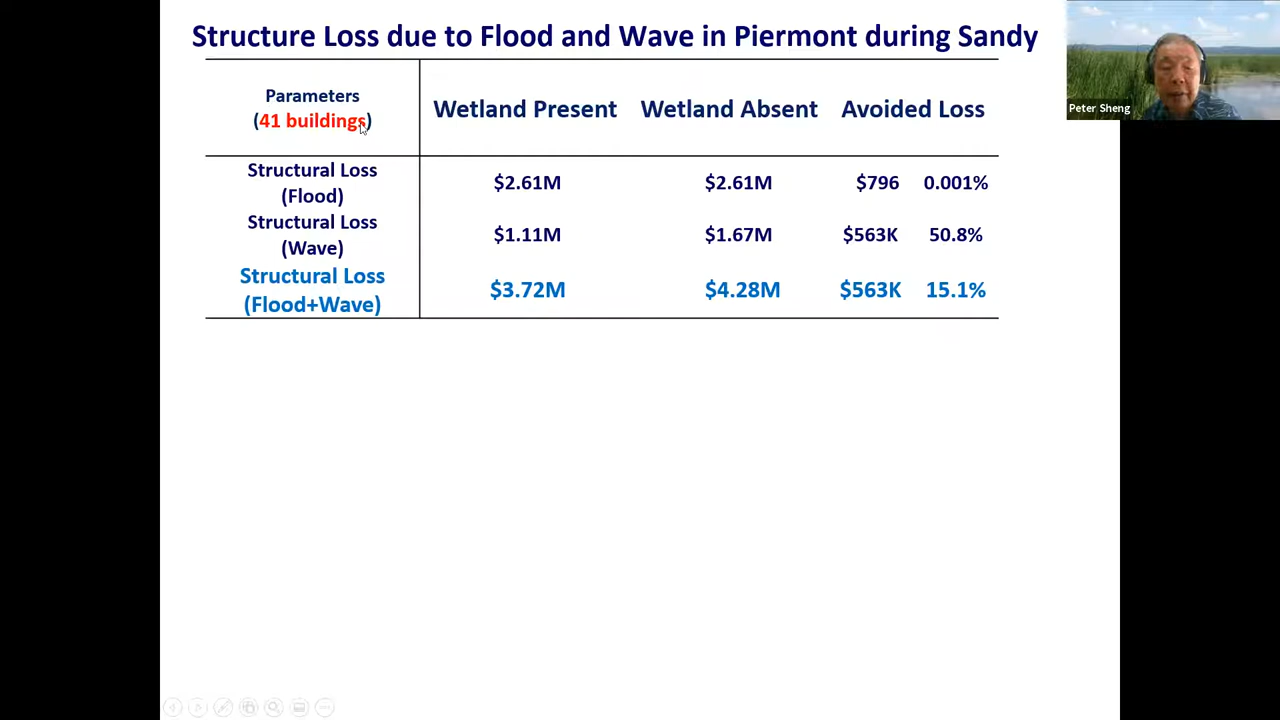 Structure Loss due to Flood and Wave in Piermont during Sandy
Peter Sheng
Parameters
(41 buildings)
Wetland Present Wetland Absent Avoided Loss
Structural Loss
(Flood)
$2.61M $2.61M $796 0.001%
Structural Loss
(Wave)
$1.11M $1.67M $563K 50.8%
Structural Loss
(Flood+Wave)
$3.72M $4.28M $563K 15.1%